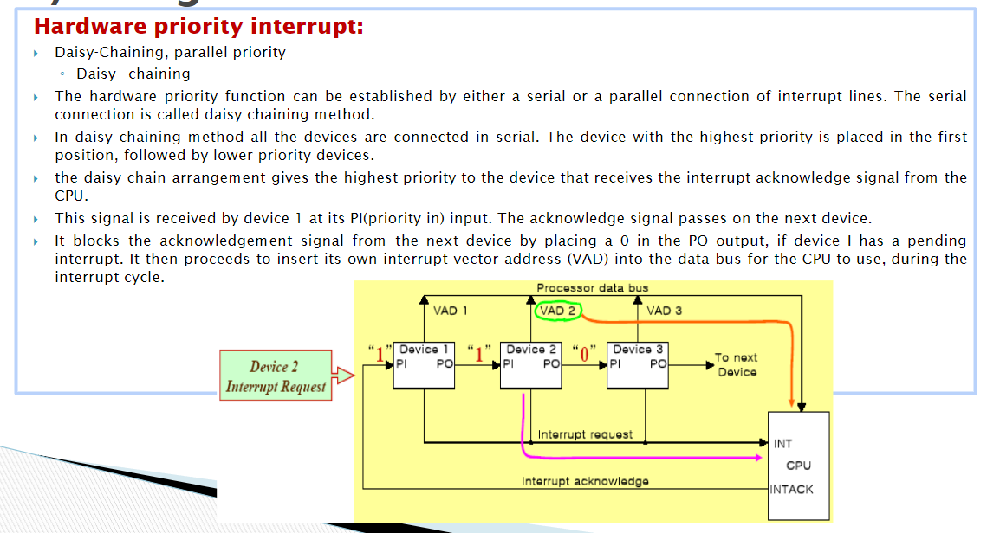 Hardware priority interrupt:
Daisy-Chaining, parallel priority
Daisy –chaining
The hardware priority function can be established by either a serial or a parallel connection of interrupt lines. The serial
connection is called daisy chaining method.
In daisy chaining method all the devices are connected in serial. The device with the highest priority is placed in the first
position, followed by lower priority devices.
the daisy chain arrangement gives the highest priority to the device that receives the interrupt acknowledge signal from the
CPU.
This signal is received by device 1 at its PI(priority in) input. The acknowledge signal passes on the next device.
It blocks the acknowledgement signal from the next device by placing a 0 in the PO output, if device I has a pending
interrupt. It then proceeds to insert its own interrupt vector address (VAD) into the data bus for the CPU to use, during the
interrupt cycle.
Processor data bus
VAD 1
VAD 2
VAD 3
"1"
Device 1
PI PO
"1"
Device 2
PI PO
"0"
Device 3
PI PO
To next
Device
Device 2
Interrupt Request
Interrupt request
INT
CPU
Interrupt acknowledge
INTACK